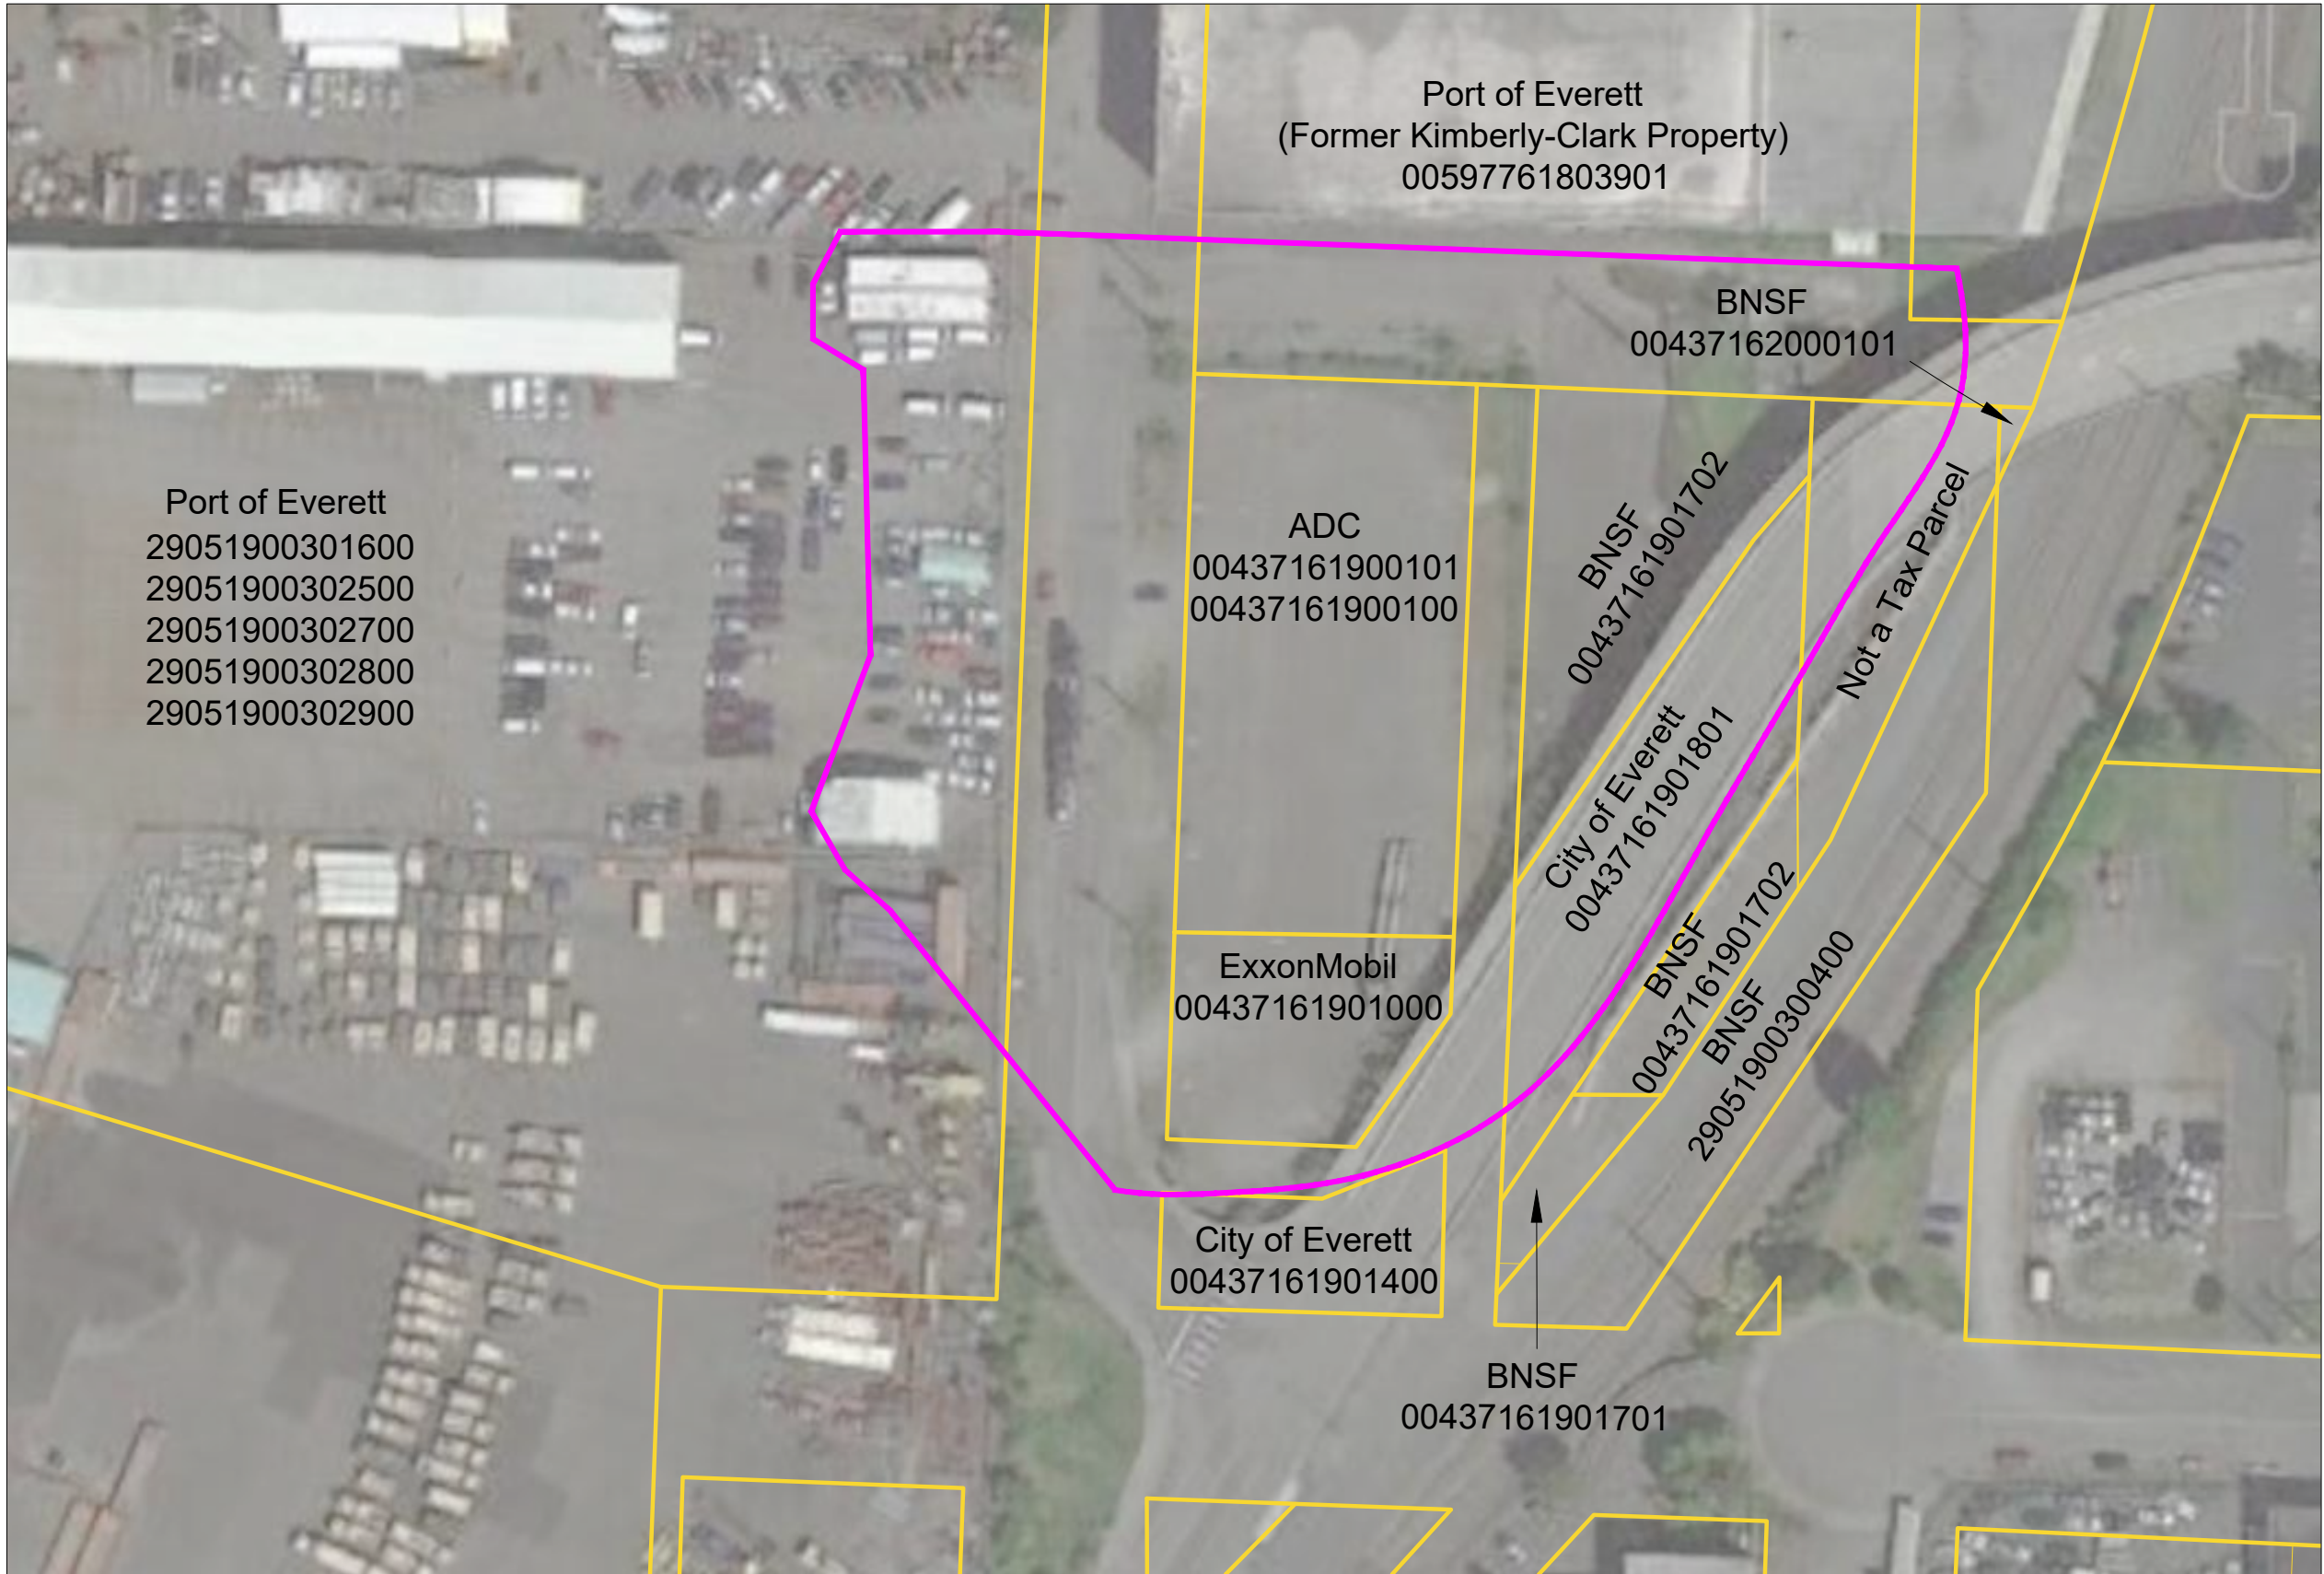 Port of Everett
(Former Kimberly-Clark Property)
00597761803901
BNSF
00437162000101
Port of Everett
29051900301600
29051900302500
29051900302700
29051900302800
29051900302900
ADC
00437161900101
00437161900100
BNSF
00437161901702
Not a Tax Parcel
City of Everett
00437161901801
ExxonMobil
00437161901000
BNSF
00437161901702
BNSF
29051900300400
City of Everett
00437161901400
BNSF
00437161901701